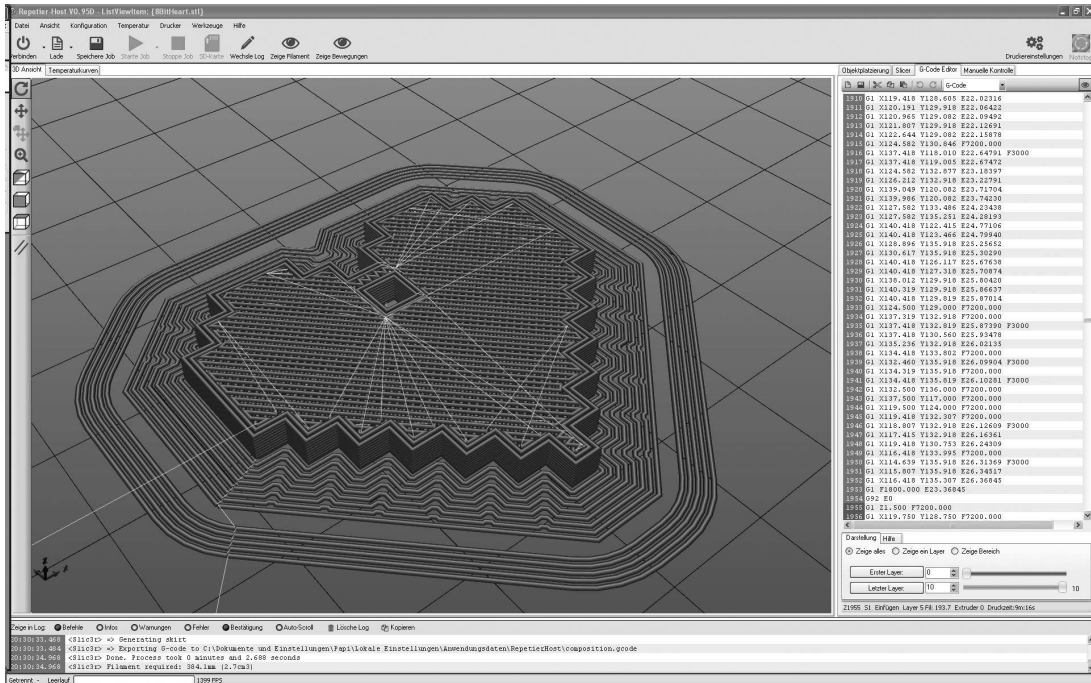 Repetier-Host V0.95D - ListViewItem: {8BitHeart.stl}
Datei Ansicht Konfiguration Temperatur Drucker Werkzeuge Hilfe
Verbinden Lade Speichere Job Starte Job Stoppe Job SD-Karte Wechsle Log Zeige Filament Zeige Bewegungen Druckereinstellungen Notstop
3D Ansicht Temperaturkurven
Objektplatzierung Slicer G-Code Editor Manuelle Kontrolle
G-Code
1910 G1 X119.418 Y128.605 E22.02316
1911 G1 X120.191 Y129.918 E22.06422
1912 G1 X120.965 Y129.082 E22.09492
1913 G1 X121.807 Y129.918 E22.12691
1914 G1 X122.644 Y129.082 E22.15878
1915 G1 X124.582 Y130.846 F7200.000
1916 G1 X137.418 Y118.010 E22.64791 F3000
1917 G1 X137.418 Y119.005 E22.67472
1918 G1 X124.582 Y132.877 E23.18397
1919 G1 X126.212 Y132.918 E23.22791
1920 G1 X139.049 Y120.082 E23.71704
1921 G1 X139.986 Y120.082 E23.74230
1922 G1 X127.582 Y133.486 E24.23438
1923 G1 X127.582 Y135.251 E24.28193
1924 G1 X140.418 Y122.415 E24.77106
1925 G1 X140.418 Y123.466 E24.79940
1926 G1 X128.896 Y135.918 E25.25652
1928 G1 X130.617 Y135.918 E25.30290
1928 G1 X140.418 Y126.117 E25.67638
1929 G1 X140.418 Y127.318 E25.70874
1930 G1 X138.012 Y129.918 E25.80420
1931 G1 X140.319 Y129.918 E25.86637
1932 G1 X140.418 Y129.819 E25.87014
1933 G1 X124.500 Y129.000 F7200.000
1934 G1 X137.319 Y132.918 F7200.000
1935 G1 X137.418 Y132.819 E25.87390 F3000
1936 G1 X137.418 Y130.560 E25.93478
1937 G1 X135.236 Y132.918 E26.02135
1938 G1 X134.418 Y133.802 F7200.000
1939 G1 X132.460 Y135.918 E26.09904 F3000
1940 G1 X134.319 Y135.918 F7200.000
1941 G1 X134.418 Y135.819 E26.10281 F3000
1942 G1 X132.500 Y136.000 F7200.000
1943 G1 X137.500 Y117.000 F7200.000
1944 G1 X119.500 Y124.000 F7200.000
1945 G1 X119.418 Y132.307 F7200.000
1946 G1 X118.807 Y132.918 E26.12609 F3000
1947 G1 X117.415 Y132.918 E26.16361
1948 G1 X119.418 Y130.753 E26.24309
1949 G1 X116.418 Y133.995 F7200.000
1950 G1 X114.639 Y135.918 E26.31369 F3000
1951 G1 X115.807 Y135.918 E26.34517
1952 G1 X116.418 Y135.307 E26.36845
1953 G1 F1800.000 E23.36845
1954 G92 E0
1955 G1 Z1.500 F7200.000
1956 G1 X119.750 Y128.750 F7200.000
Darstellung Hilfe
Zeige alles Zeige ein Layer Zeige Bereich
Erster Layer: 0
Letzter Layer: 10 10
Z1955 S1 Einfügen Layer 5 Fil: 193.7 Extruder 0 Druckzeit:9m:16s
Zeige in Log: Befehle Infos Warnungen Fehler Bestätigung Auto-Scroll Lösche Log Kopieren
20:30:33.468 <Slic3r> => Generating skirt
20:30:33.484 <Slic3r> => Exporting G-code to C:\Dokumente und Einstellungen\Papi\Lokale Einstellungen\Anwendungsdaten\RepetierHost\composition.gcode
20:30:34.968 <Slic3r> Done. Process took 0 minutes and 2.688 seconds
20:30:34.968 <Slic3r> Filament required: 384.1mm (2.7cm3)
Getrennt - Leerlauf 1399 FPS